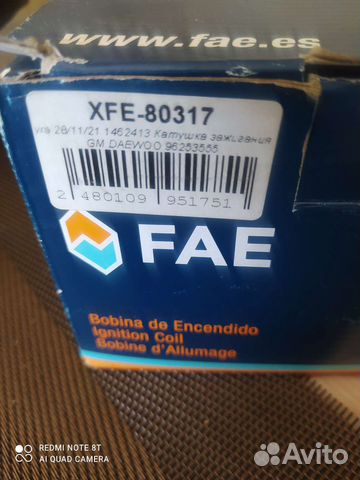 www.fae.es
XFE-80317
28/11/21 1462413 Катушка зажигания
GM DAEWOO 96253555
2 480109 951751
FAE
Bobina de Encendido
Ignition Coil
Bobine d'Allumage
REDMI NOTE 8T
AI QUAD CAMERA
Avito